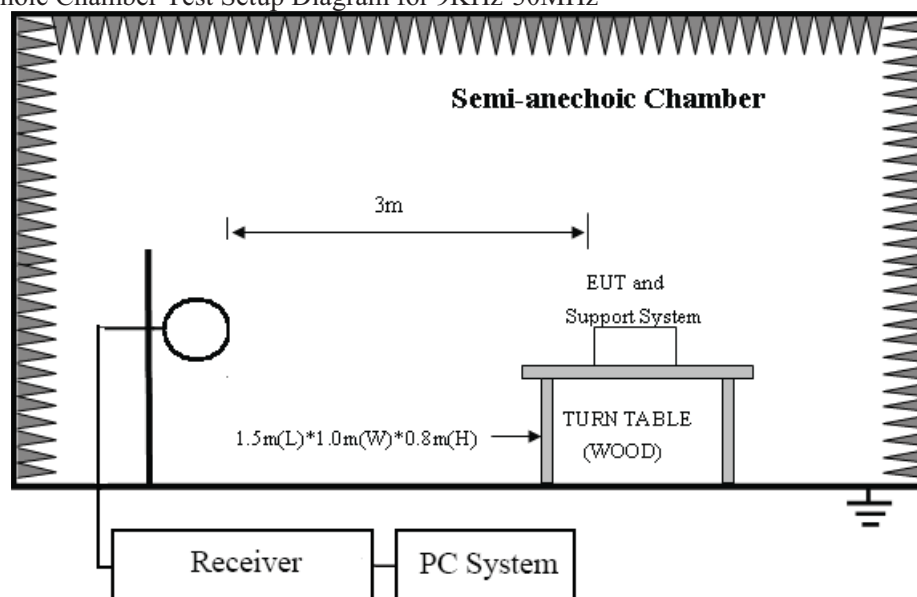 hoic Chamber Test Setup Diagram for 9KHz-30MHz
Semi-anechoic Chamber
3m
EUT and
Support System
1.5m(L)*1.0m(W)*0.8m(H)
TURN TABLE
(WOOD)
Receiver
PC System